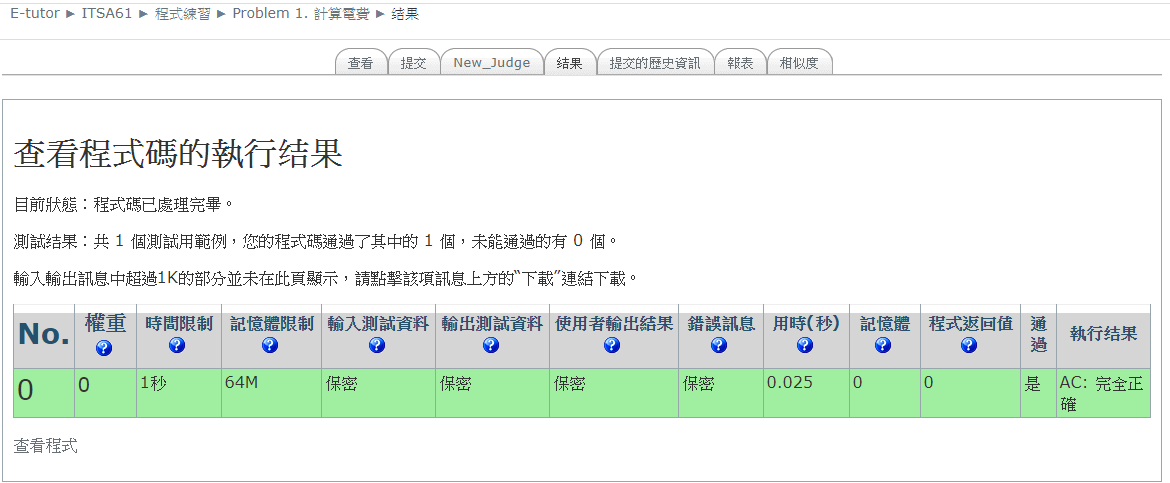 E-tutor ► ITSA61 ► 程式練習 ► Problem 1. 計算電費 ► 结果
查看 提交 New_Judge 结果 提交的歷史資訊 報表 相似度
查看程式碼的執行结果
目前狀態：程式碼已處理完畢。
測試结果：共 1 個測試用範例，您的程式碼通過了其中的 1 個，未能通過的有 0 個。
輸入輸出訊息中超過1K的部分並未在此頁顯示，請點擊該項訊息上方的“下載”連結下載。
No. 權重 時間限制 記憶體限制 輸入測試資料 輸出測試資料 使用者輸出結果 錯誤訊息 用時(秒) 記憶體 程式返回值 通過 執行结果
0 0 1秒 64M 保密 保密 保密 保密 0.025 0 0 是 AC: 完全正確
查看程式